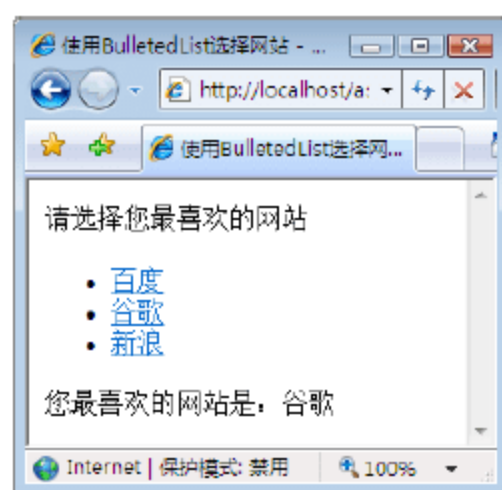 使用BulletedList选择网站 - ...
http://localhost/a:
使用BulletedList选择网...
请选择您最喜欢的网站
百度
谷歌
新浪
您最喜欢的网站是：谷歌
Internet | 保护模式: 禁用
100%